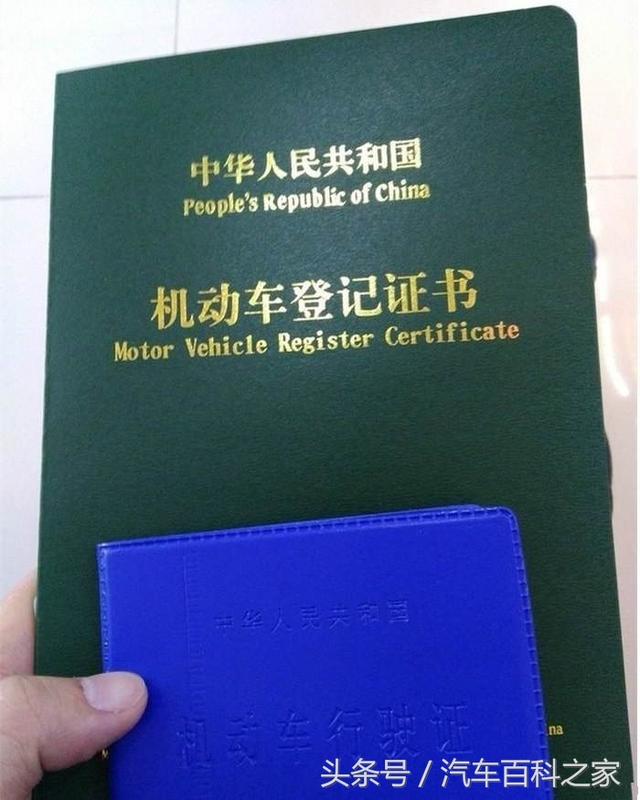 中华人民共和国
People's Republic of China
机动车登记证书
Motor Vehicle Register Certificate
中华人民共和国
机动车行驶证
na
头条号／汽车百科之家